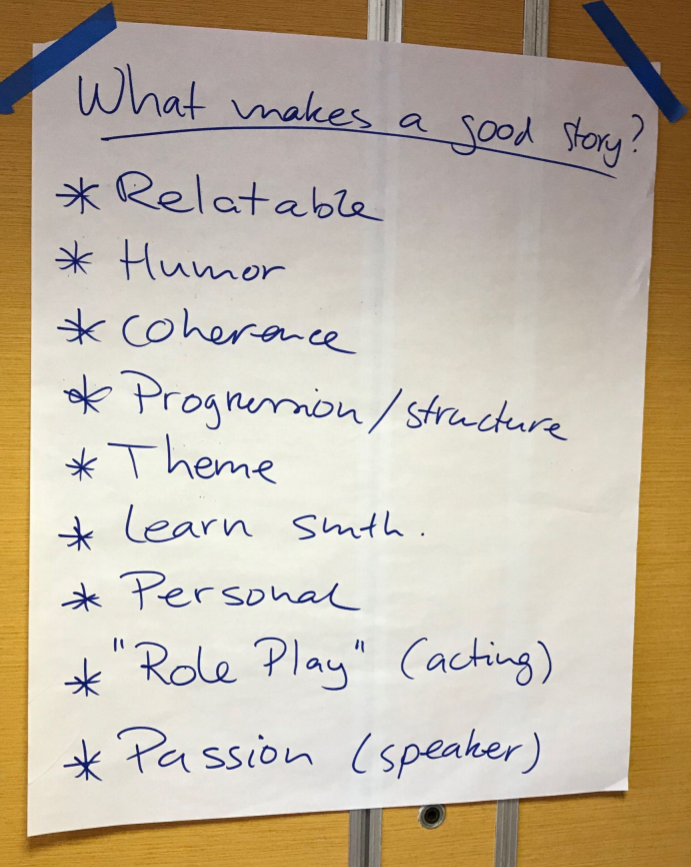 What makes a good story?
* Relatable
* Humor
* Coherence
* Progression/structure
* Theme
* Learn smth.
* Personal
* "Role Play" (acting)
* Passion (speaker)